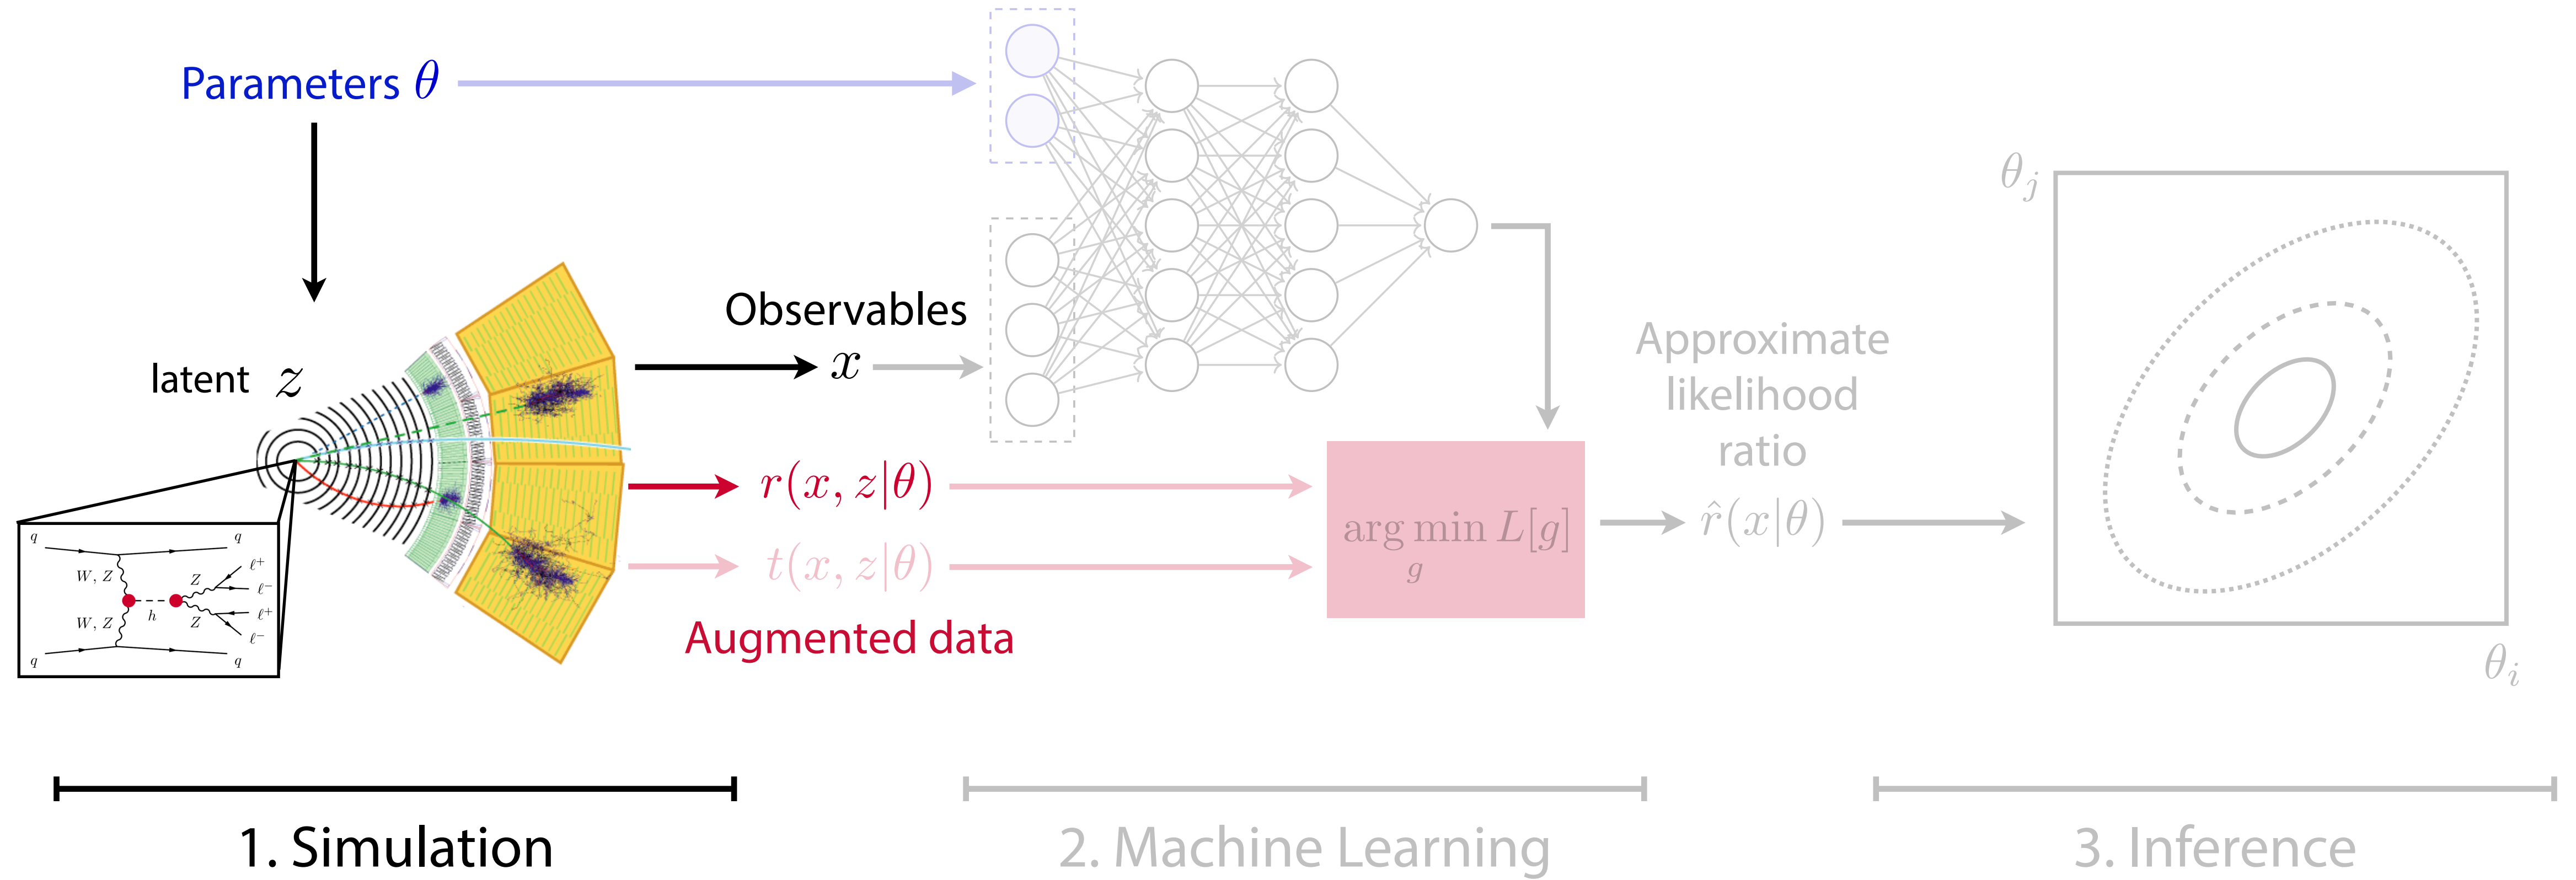 Parameters θ
latent z
Observables
x
r(x, z|θ)
t(x, z|θ)
Augmented data
q
q
W, Z
h
W, Z
Z
Z
ℓ+
ℓ−
ℓ+
ℓ−
q
q
arg min L[g]
g
Approximate
likelihood
ratio
r̂(x|θ)
θj
θi
1. Simulation
2. Machine Learning
3. Inference